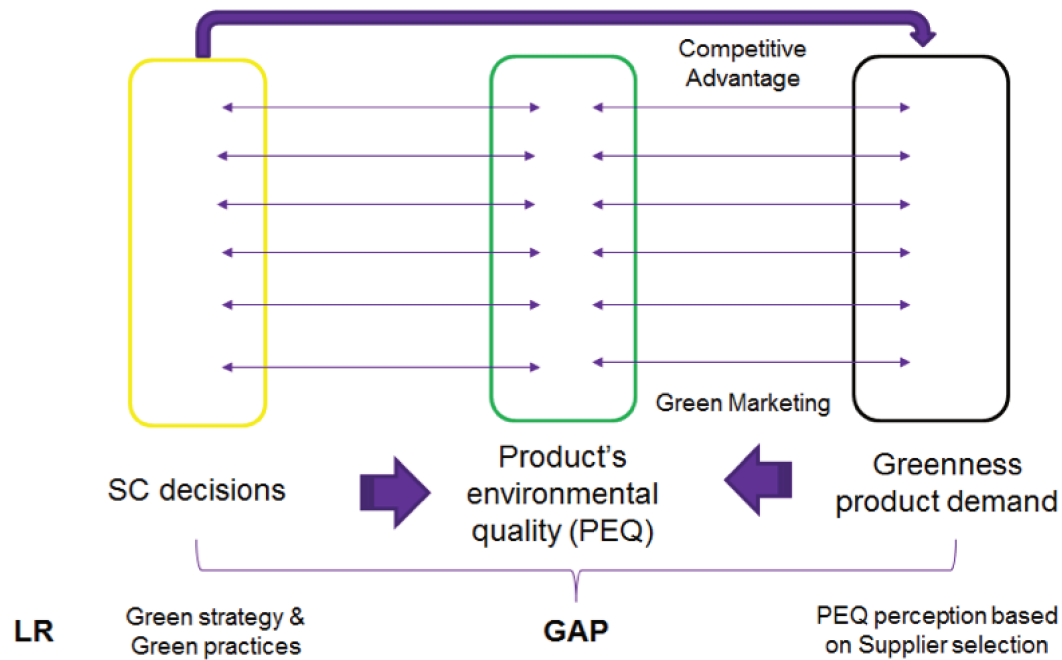 Competitive
Advantage
Green Marketing
SC decisions
Product's
environmental
quality (PEQ)
Greenness
product demand
LR
Green strategy &
Green practices
GAP
PEQ perception based
on Supplier selection